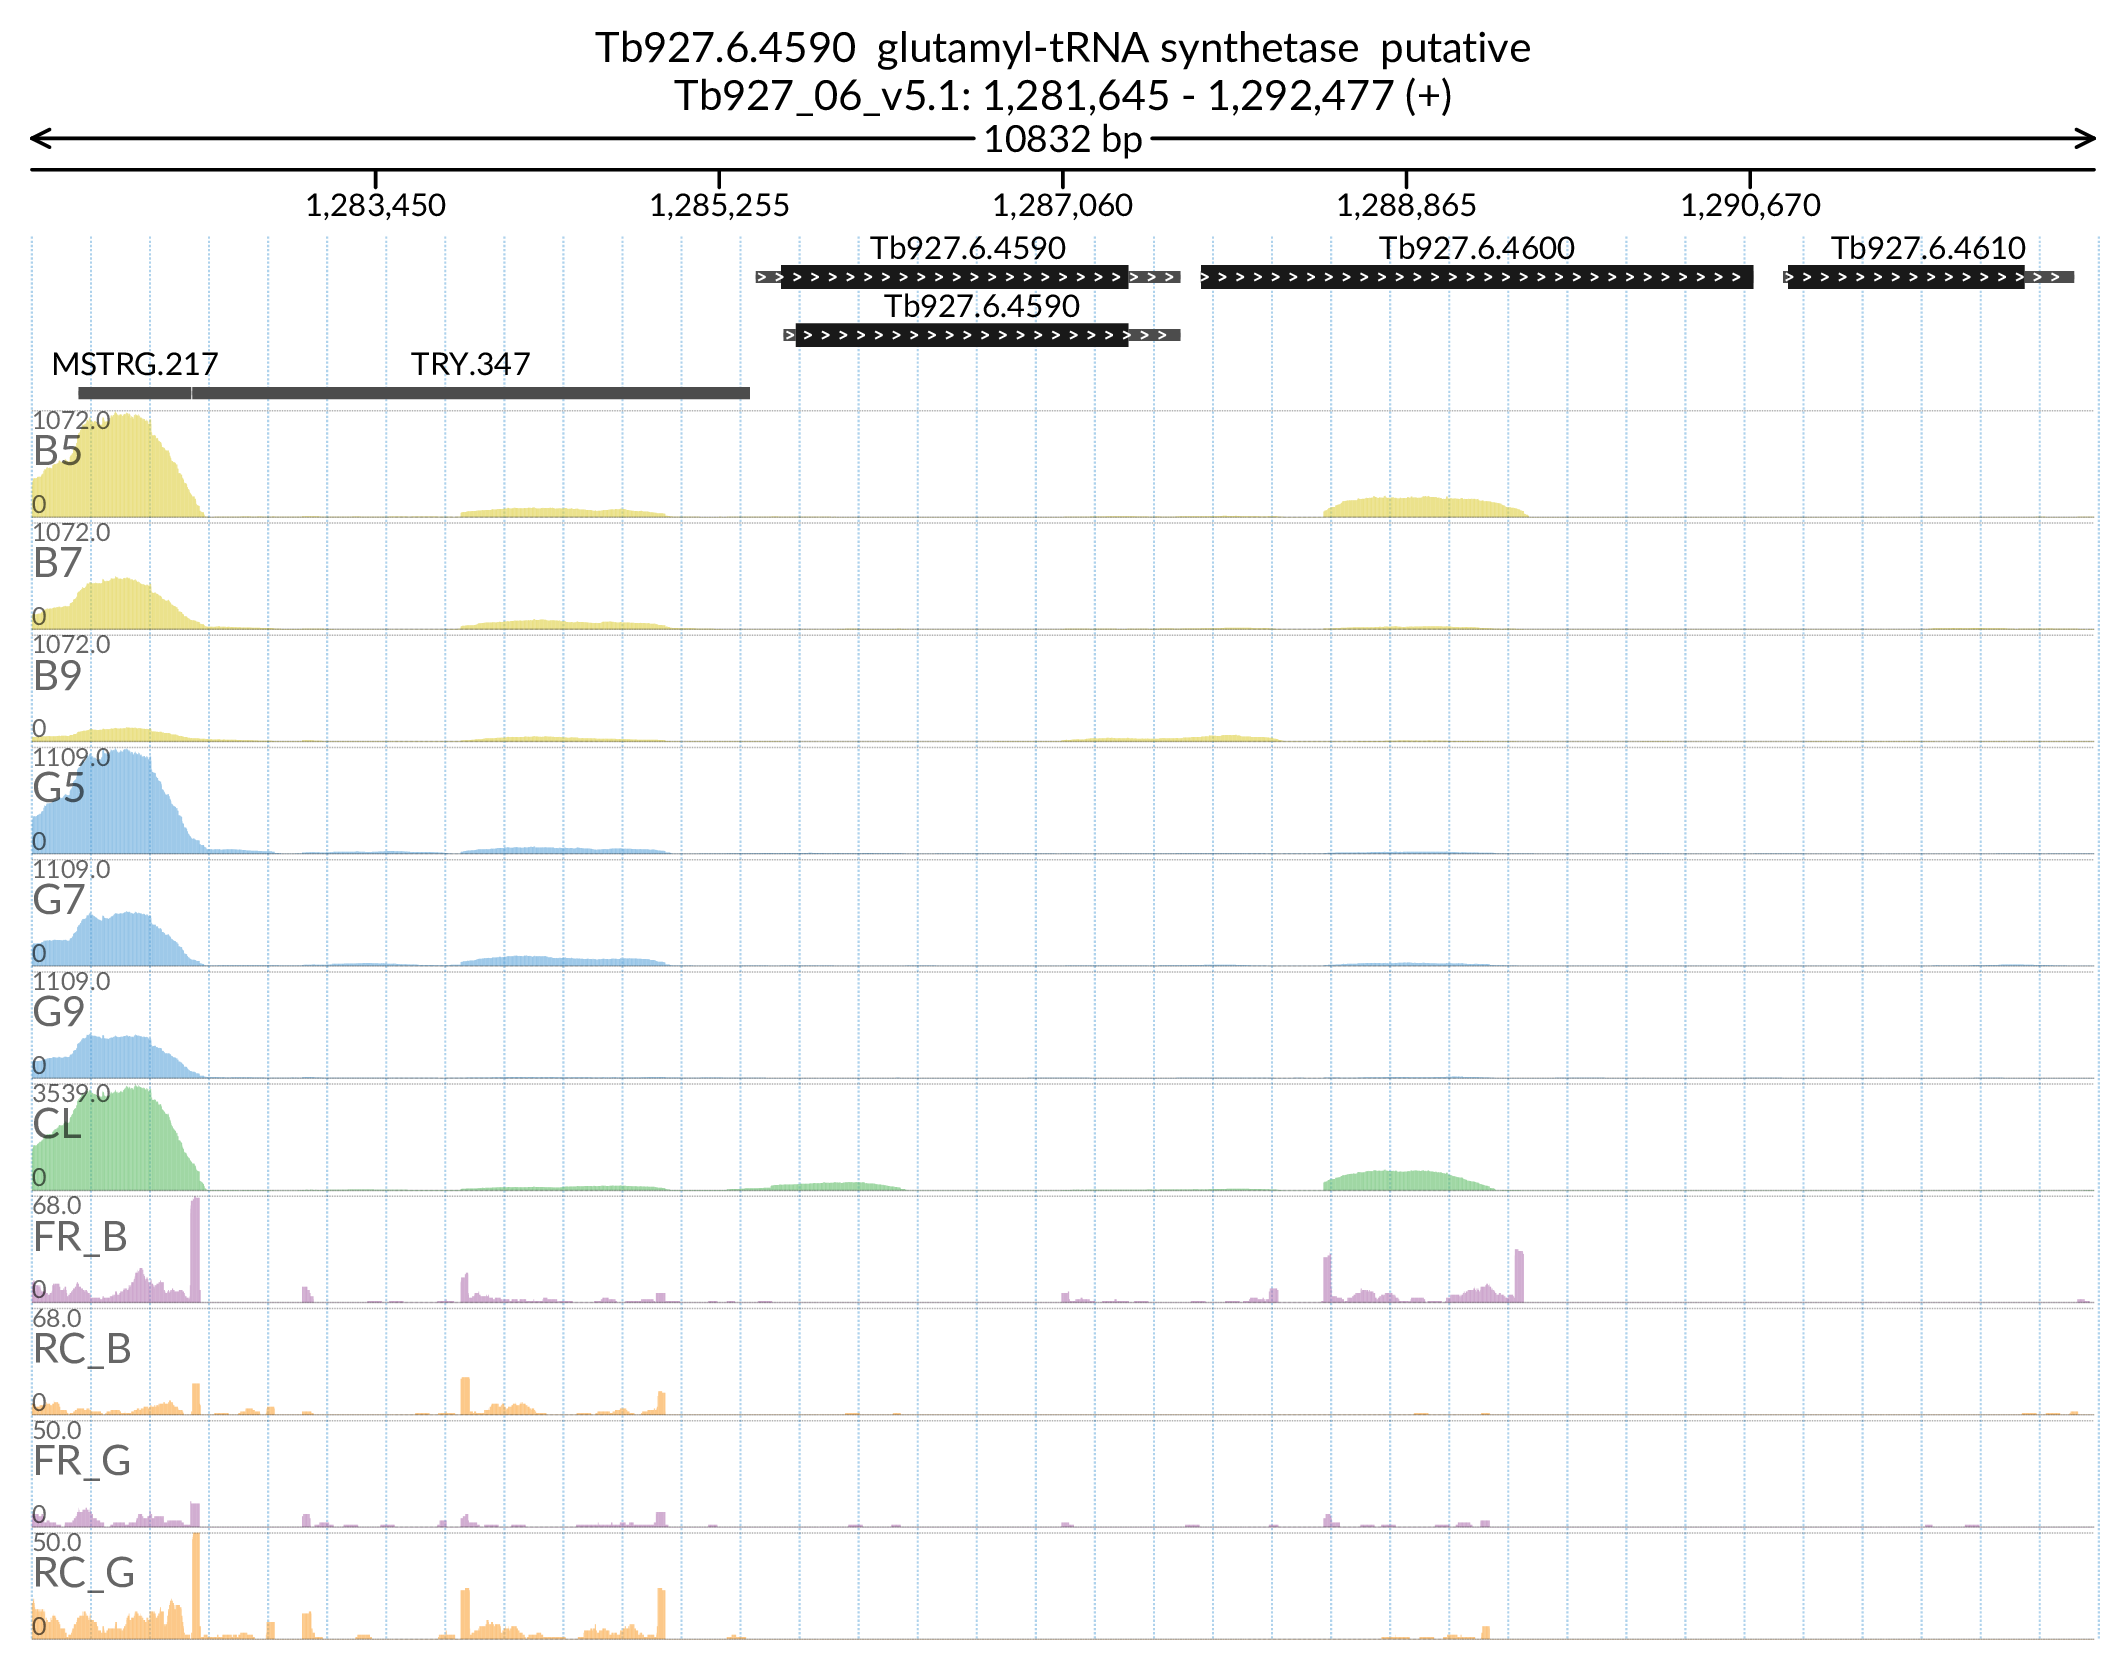 Tb927.6.4590 glutamyl-tRNA synthetase putative
Tb927_06_v5.1: 1,281,645 - 1,292,477 (+)
10832 bp
1,283,450 1,285,255 1,287,060 1,288,865 1,290,670
Tb927.6.4590 Tb927.6.4600 Tb927.6.4610
Tb927.6.4590
MSTRG.217 TRY.347
1072.0
B5
0
1072.0
B7
0
1072.0
B9
0
1109.0
G5
0
1109.0
G7
0
1109.0
G9
0
3539.0
CL
0
68.0
FR_B
0
68.0
RC_B
0
50.0
FR_G
0
50.0
RC_G
0